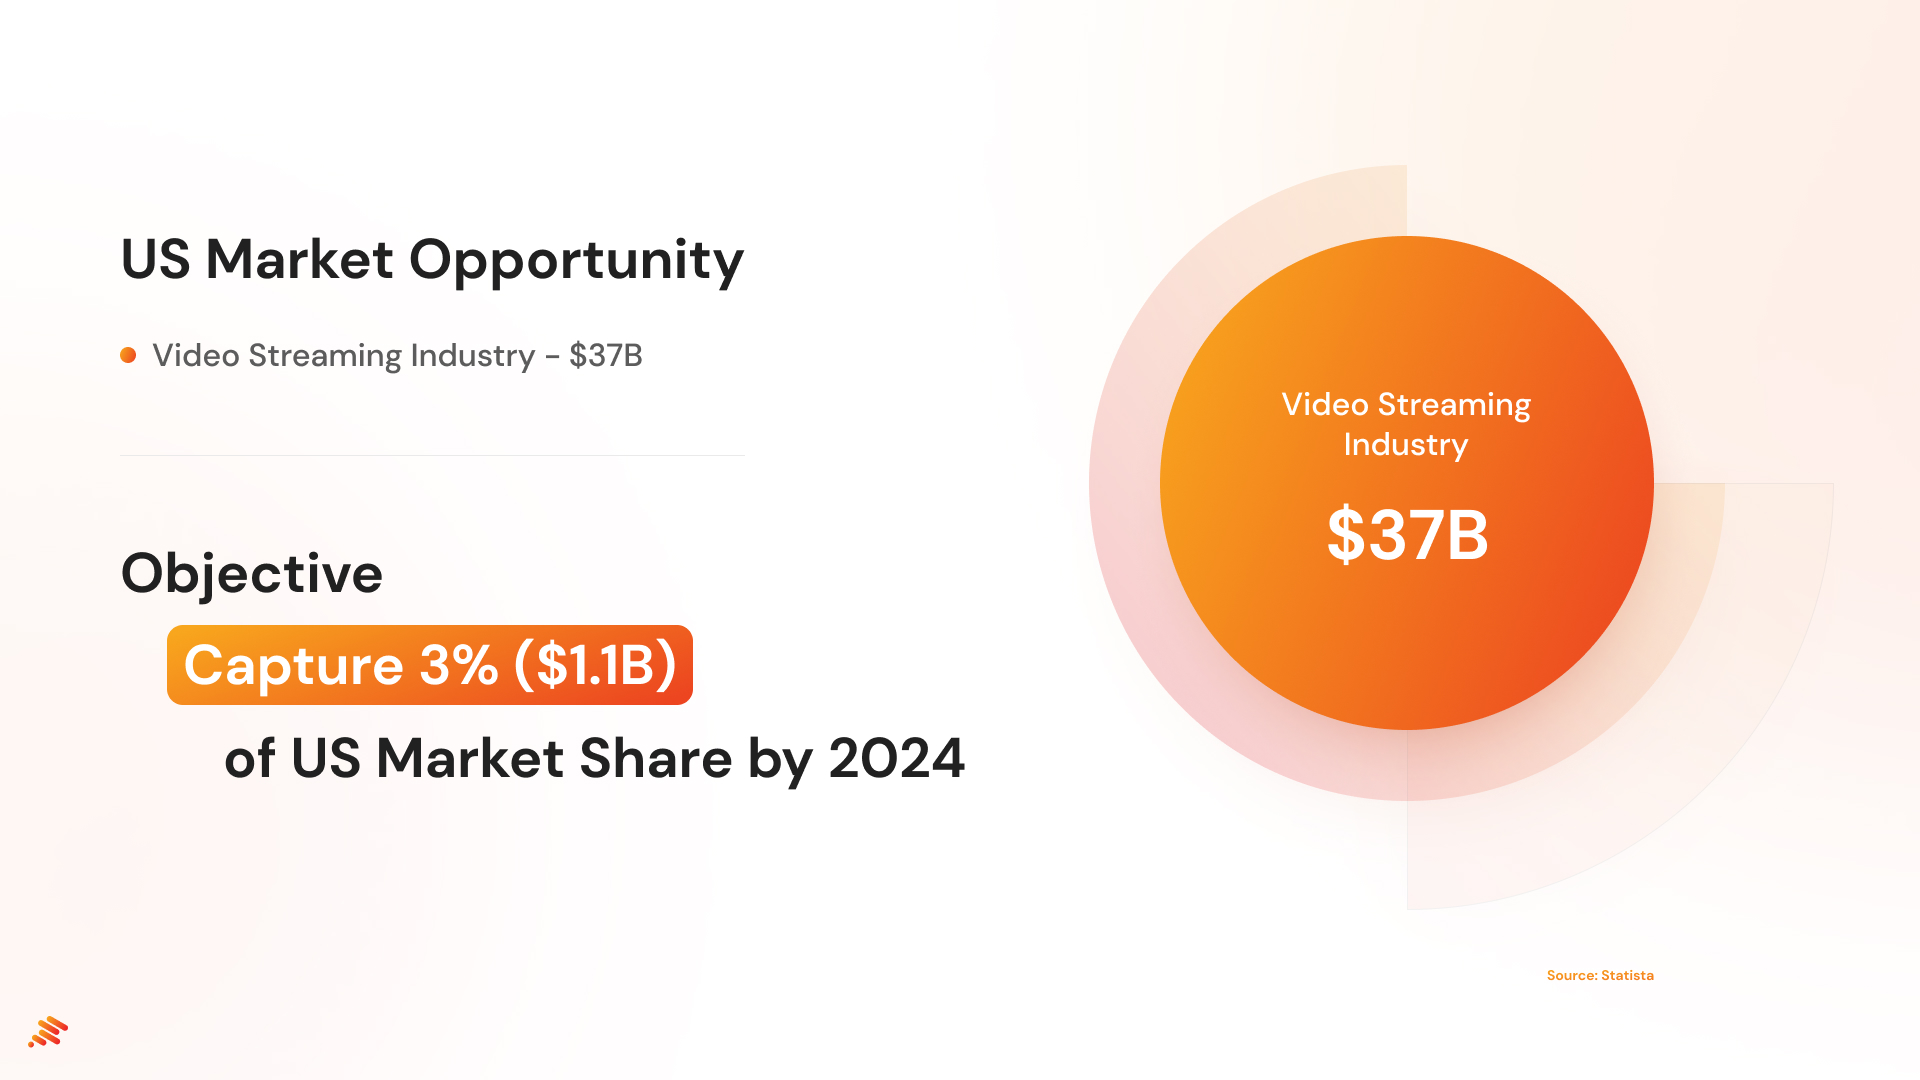 US Market Opportunity
Video Streaming Industry - $37B
Objective
Capture 3% ($1.1B)
of US Market Share by 2024
Video Streaming
Industry
$37B
Source: Statista